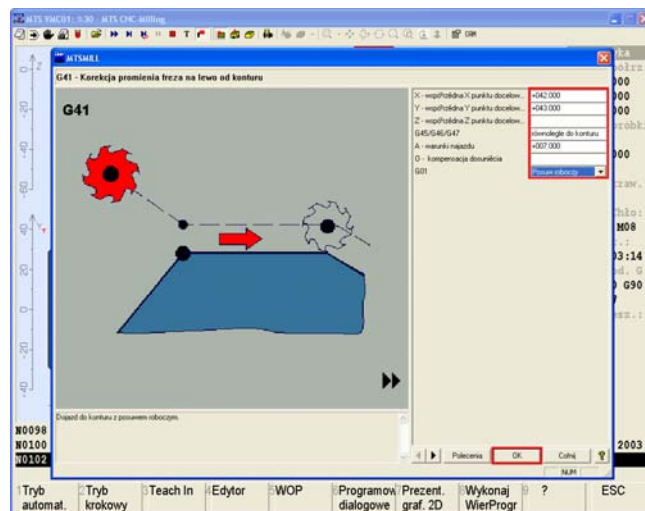 MTS VMC01: 1:30 - MTS CNC-Milling
MTSMILL
G41 - Korekcja promienia freza na lewo od konturu
G41
X - współrzędna X punktu docelow...
+042.000
Y - współrzędna Y punktu docelow...
+043.000
Z - współrzędna Z punktu docelow...
G45/G46/G47
równolegle do konturu
A - warunki najazdu
+007.000
O - kompensacja dosunięcia
G01
Posuw roboczy
M08
03:14
G90
Dojazd do konturu z posuwem roboczym.
Polecenia
OK
Cofnij
?
NUM
N0098
N0100
2003
N0102
1 Tryb automat.
2 Tryb krokowy
3 Teach In
4 Edytor
5 WOP
6 Programow dialogowe
7 Prezent. graf. 2D
8 Wykonaj WierProgr
9 ?
ESC